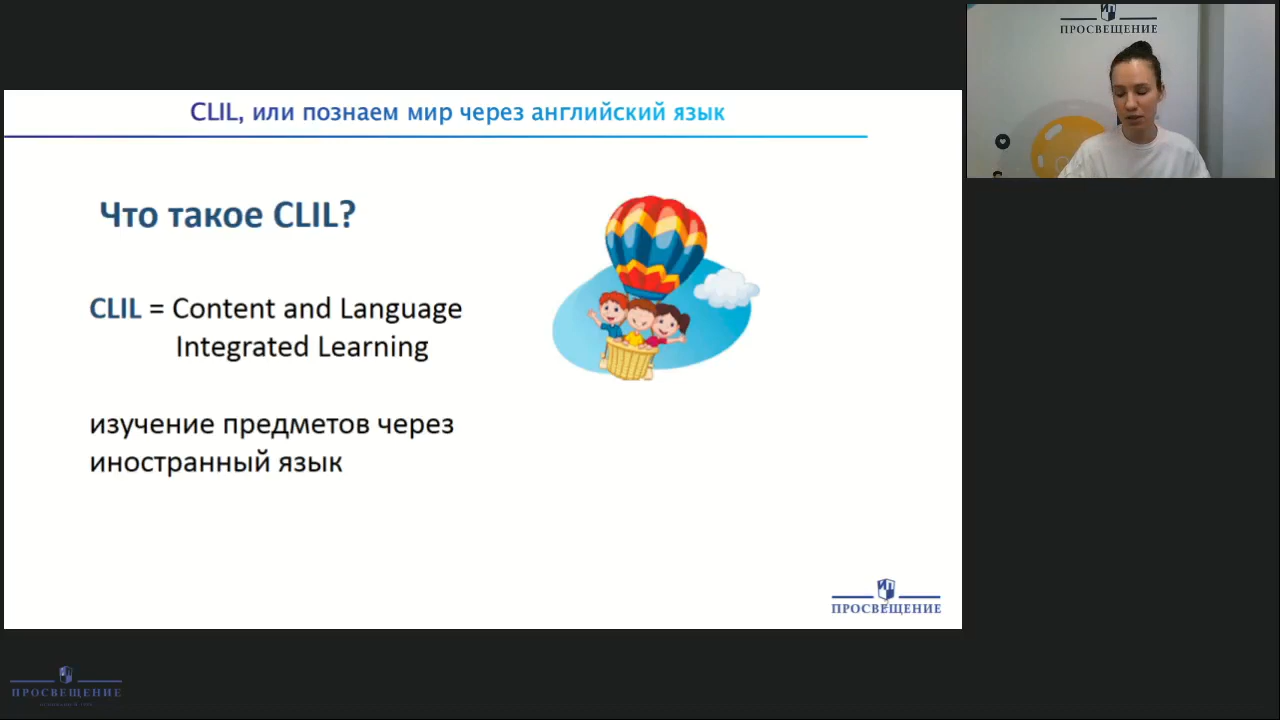 ПРОСВЕЩЕНИЕ
CLIL, или познаем мир через английский язык
Что такое CLIL?
CLIL = Content and Language
Integrated Learning
изучение предметов через
иностранный язык
ПРОСВЕЩЕНИЕ
ПРОСВЕЩЕНИЕ